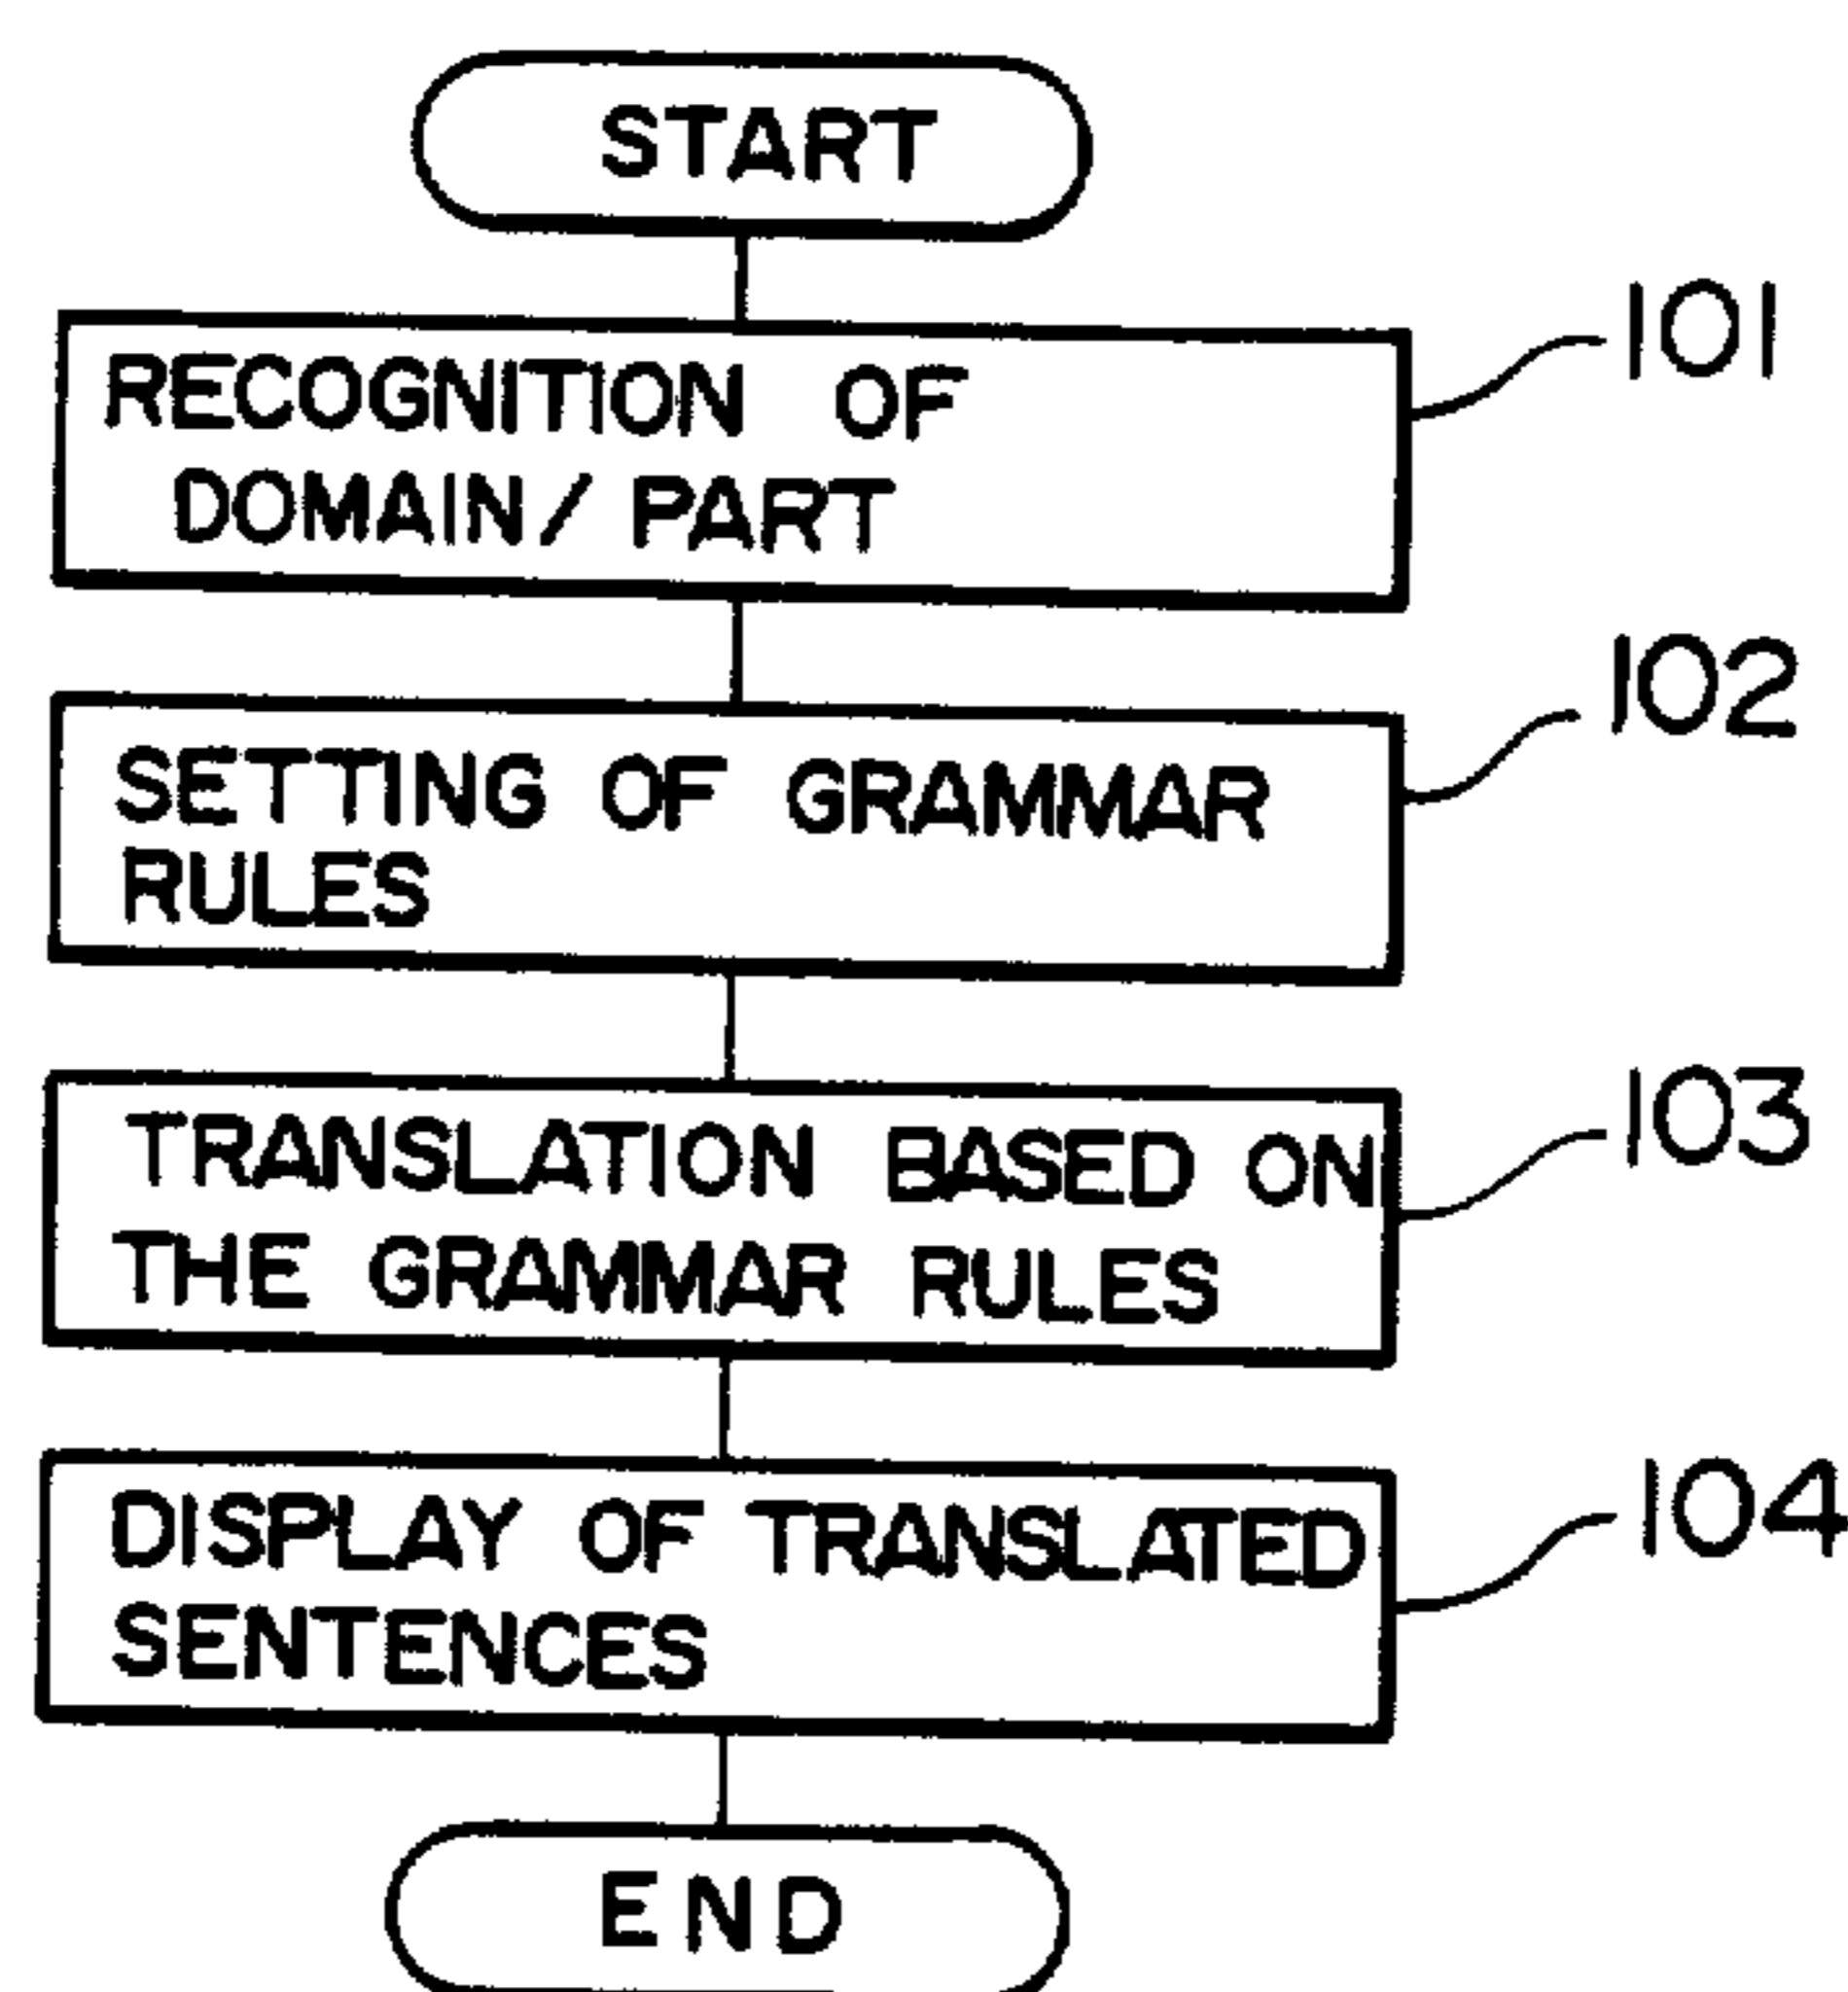 START
101
RECOGNITION OF
DOMAIN/ PART
102
SETTING OF GRAMMAR
RULES
103
TRANSLATION BASED ON
THE GRAMMAR RULES
104
DISPLAY OF TRANSLATED
SENTENCES
END